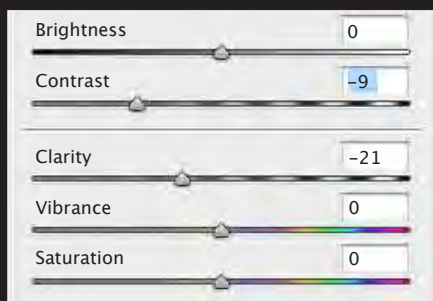 Brightness 0
Contrast -9
Clarity -21
Vibrance 0
Saturation 0